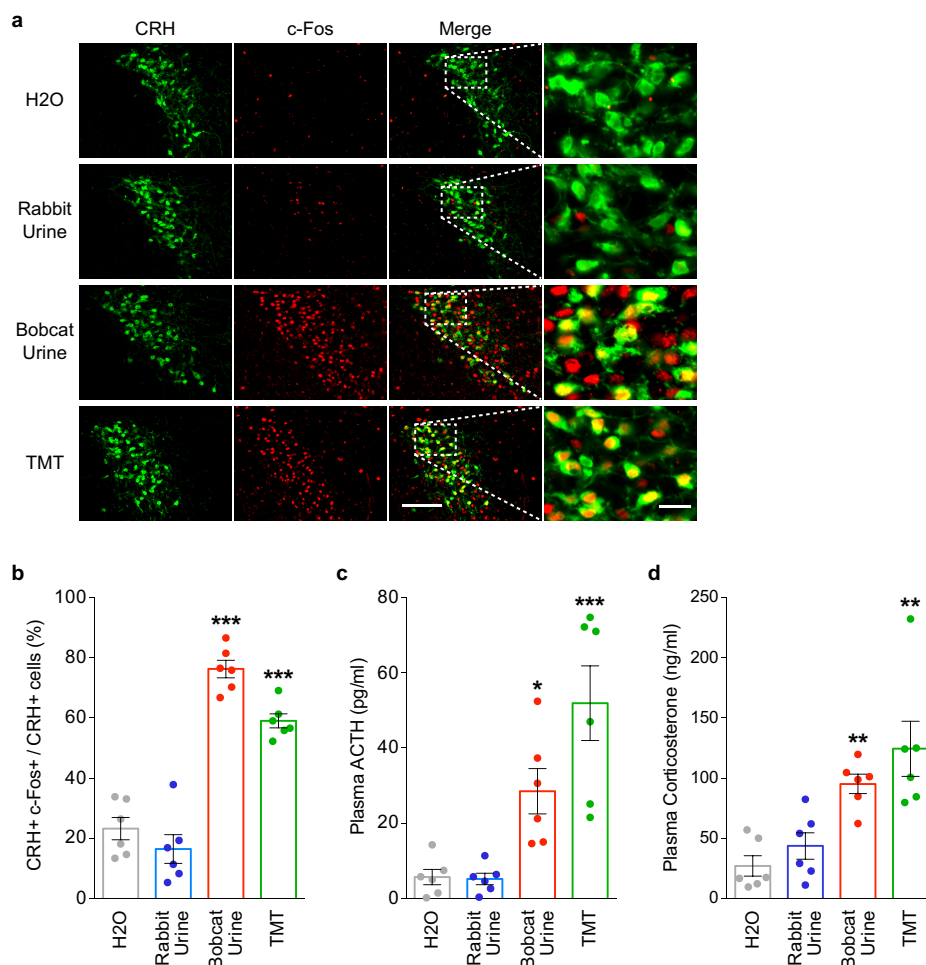 a
CRH
c-Fos
Merge
H2O
Rabbit
Urine
Bobcat
Urine
TMT
b
CRH+ c-Fos+ / CRH+ cells (%)
100
80
60
40
20
0
***
***
H2O
Rabbit
Urine
Bobcat
Urine
TMT
c
Plasma ACTH (pg/ml)
80
60
40
20
0
*
***
H2O
Rabbit
Urine
Bobcat
Urine
TMT
d
Plasma Corticosterone (ng/ml)
250
200
150
100
50
0
**
**
H2O
Rabbit
Urine
Bobcat
Urine
TMT